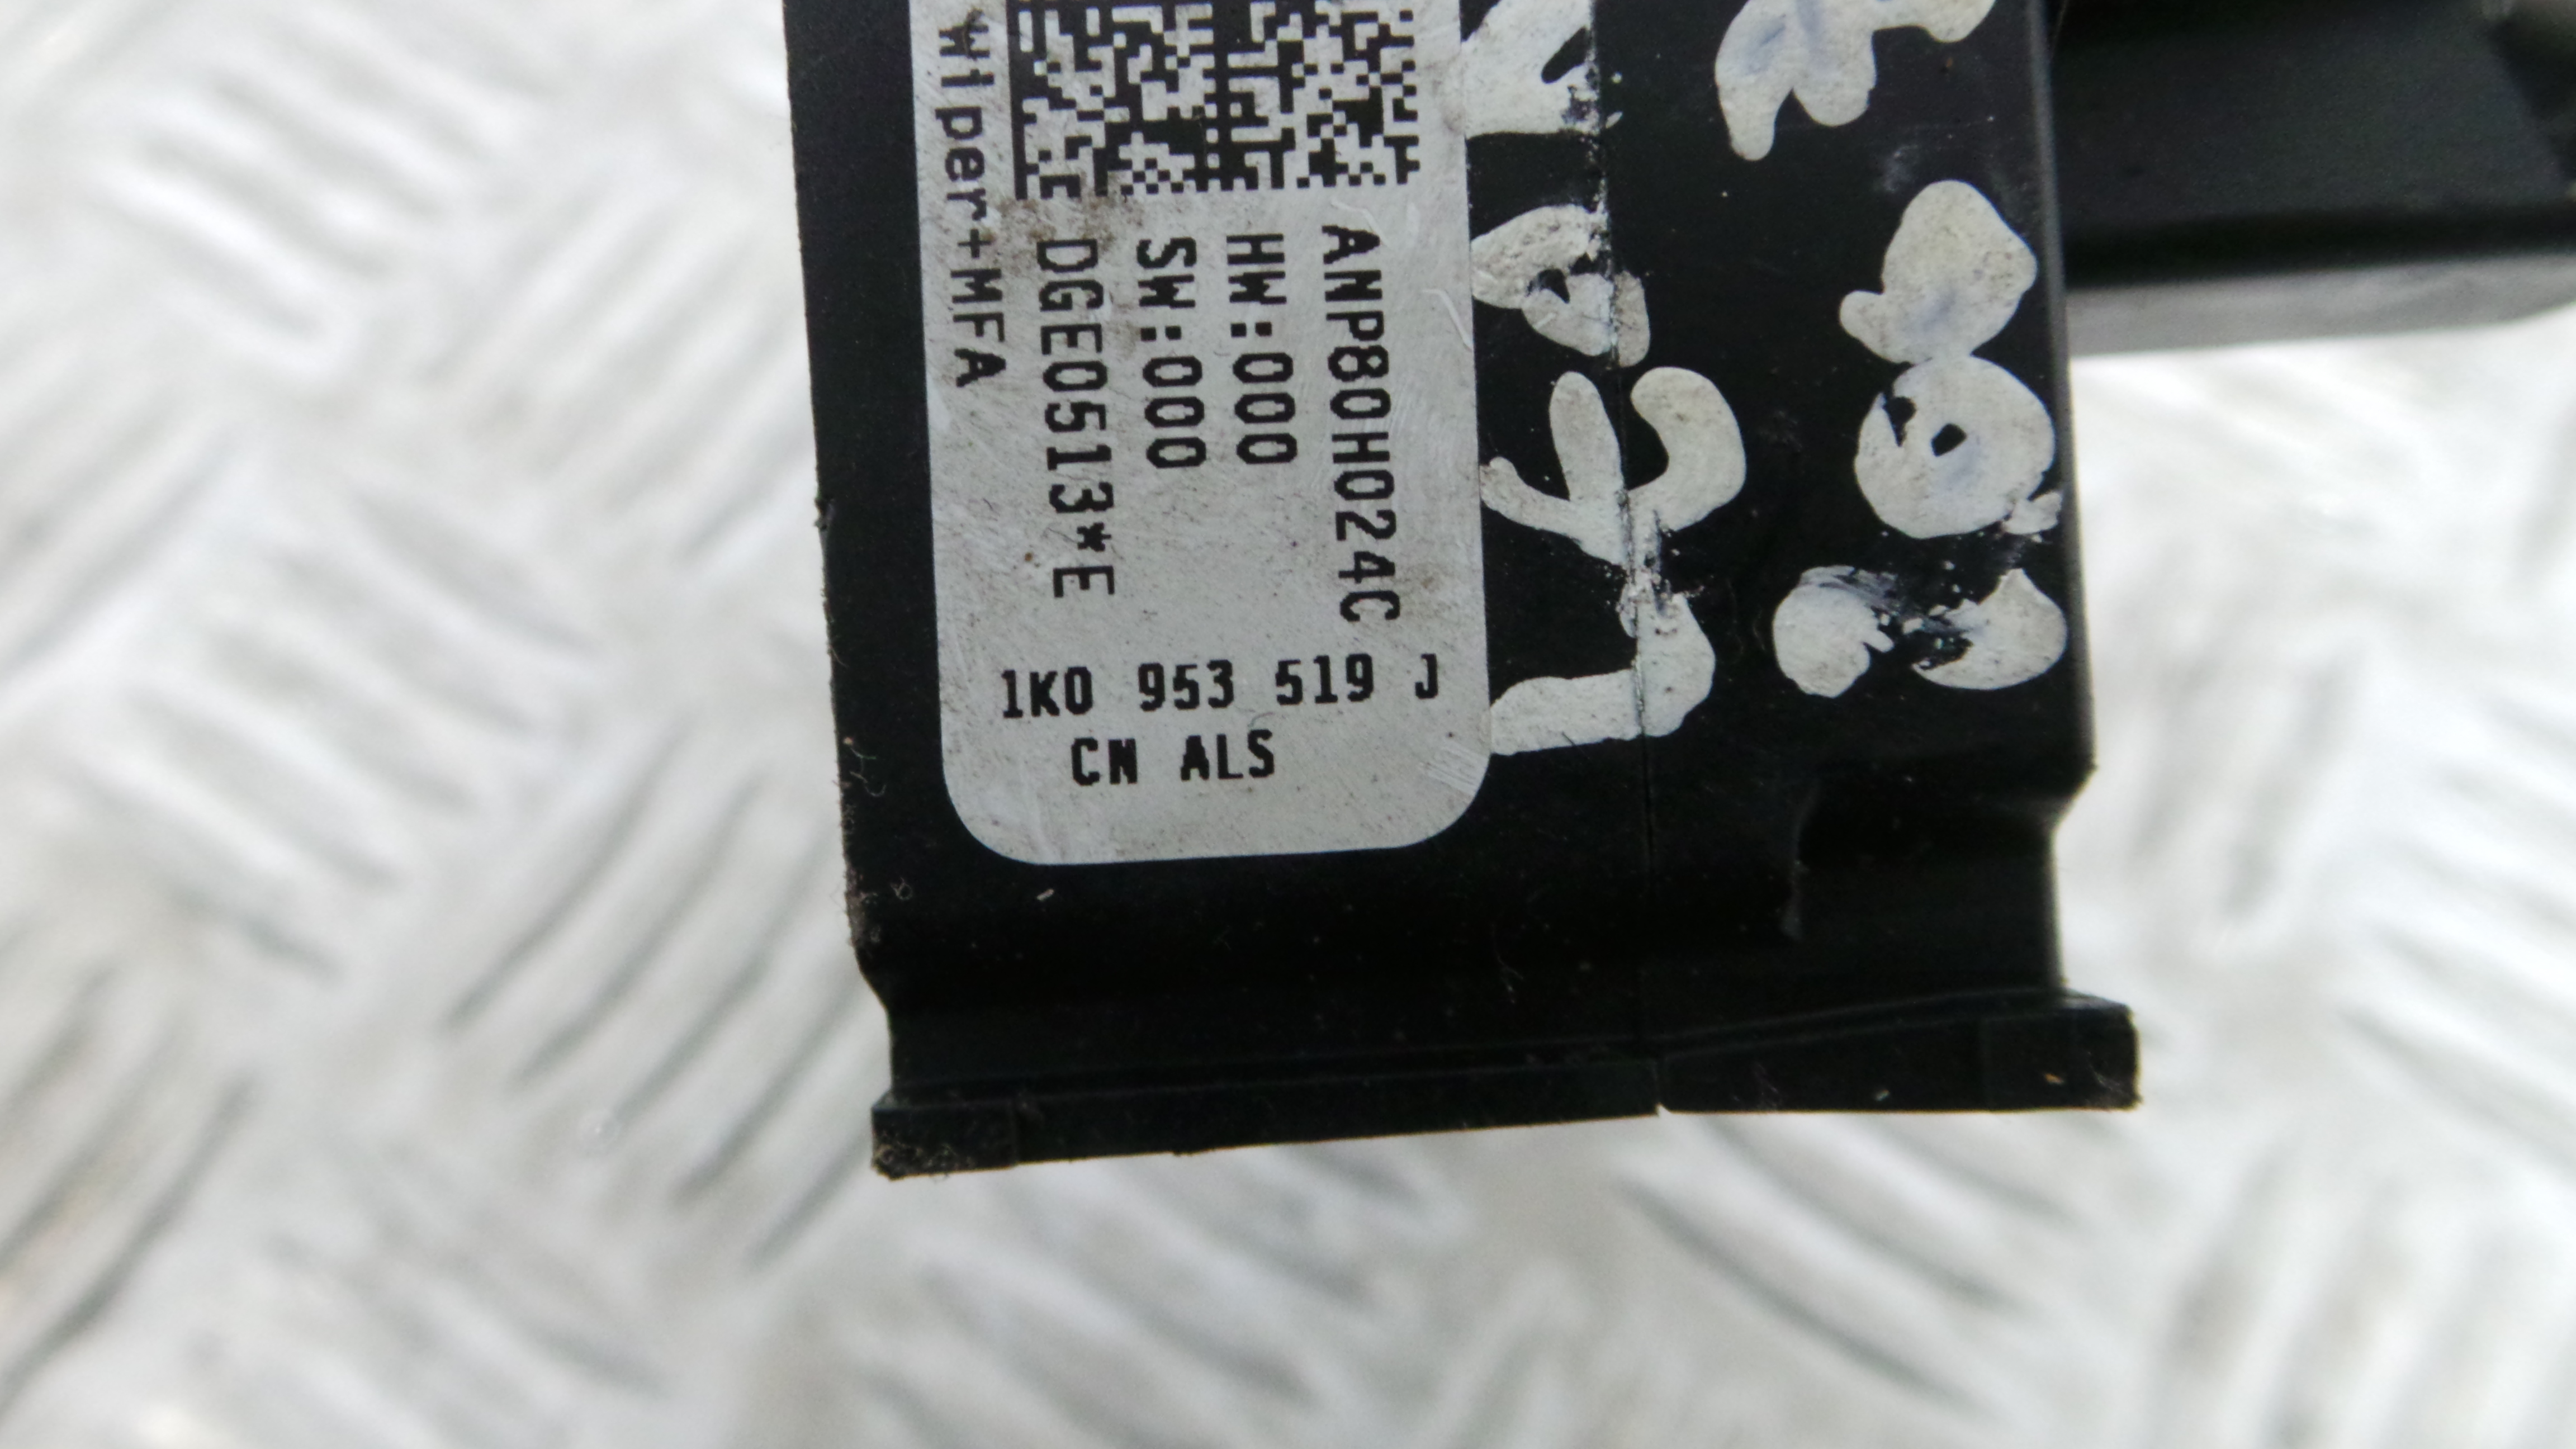 ANP80H024C
HW:000
SW:000
DGE0513*E
Wiper+MFA
1K0 953 519 J
CN ALS